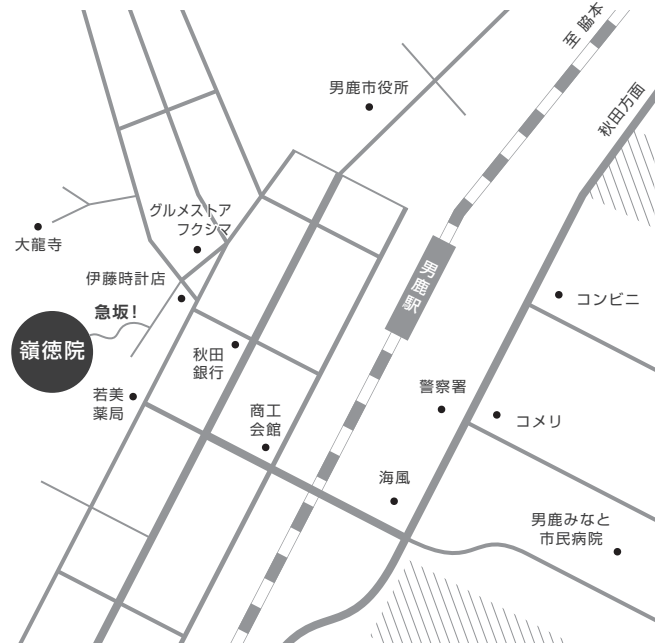 至 脇本
男鹿市役所
秋田方面
グルメストア
フクシマ
大龍寺
伊藤時計店
男鹿駅
コンビニ
急坂!
嶺徳院
秋田
銀行
若美
薬局
警察署
商工
会館
コメリ
海風
男鹿みなと
市民病院